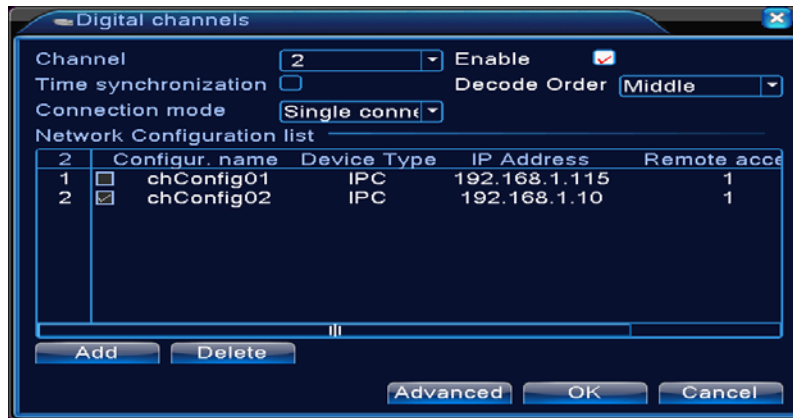 Digital channels
Channel 2 Enable
Time synchronization Decode Order Middle
Connection mode Single conne
Network Configuration list
2 Configur. name Device Type IP Address Remote acce
1 chConfig01 IPC 192.168.1.115 1
2 chConfig02 IPC 192.168.1.10 1
Add Delete
Advanced OK Cancel